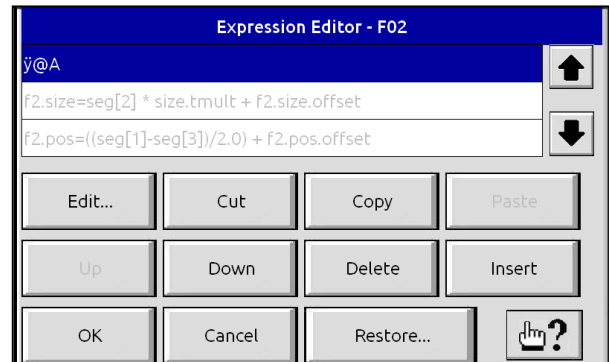 Expression Editor - F02
ÿ@A
f2.size=seg[2] * size.tmult + f2.size.offset
f2.pos=((seg[1]-seg[3])/2.0) + f2.pos.offset
Edit... Cut Copy Paste
Up Down Delete Insert
OK Cancel Restore... ?